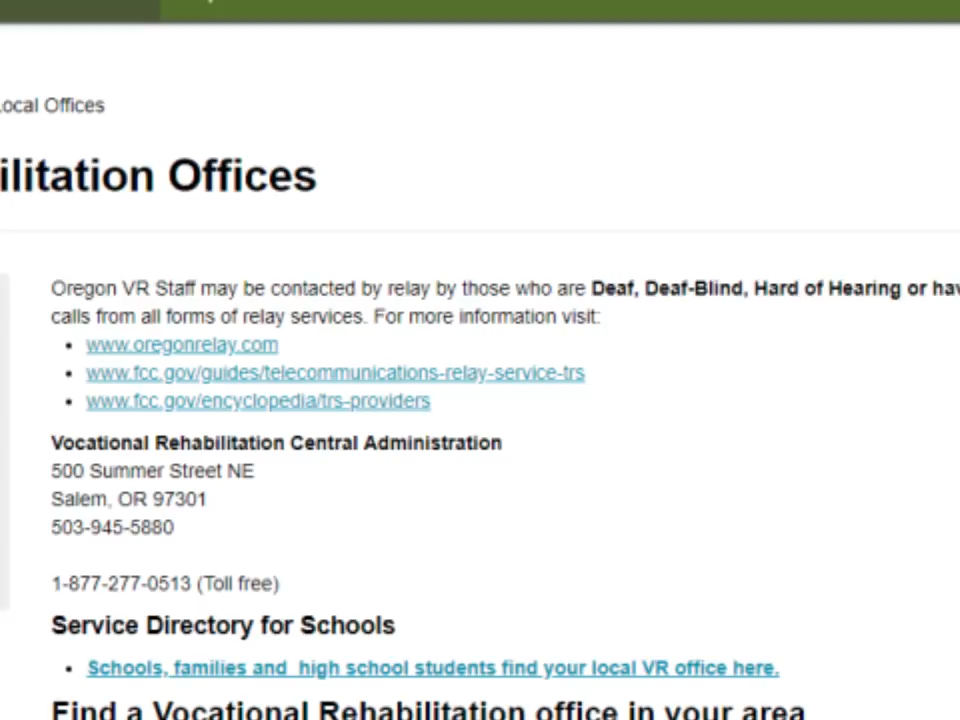 Local Offices
ilitation Offices
Oregon VR Staff may be contacted by relay by those who are Deaf, Deaf-Blind, Hard of Hearing or hav
calls from all forms of relay services. For more information visit:
• www.oregonrelay.com
• www.fcc.gov/guides/telecommunications-relay-service-trs
• www.fcc.gov/encyclopedia/trs-providers
Vocational Rehabilitation Central Administration
500 Summer Street NE
Salem, OR 97301
503-945-5880
1-877-277-0513 (Toll free)
Service Directory for Schools
• Schools, families and  high school students find your local VR office here.
Find a Vocational Rehabilitation office in your area